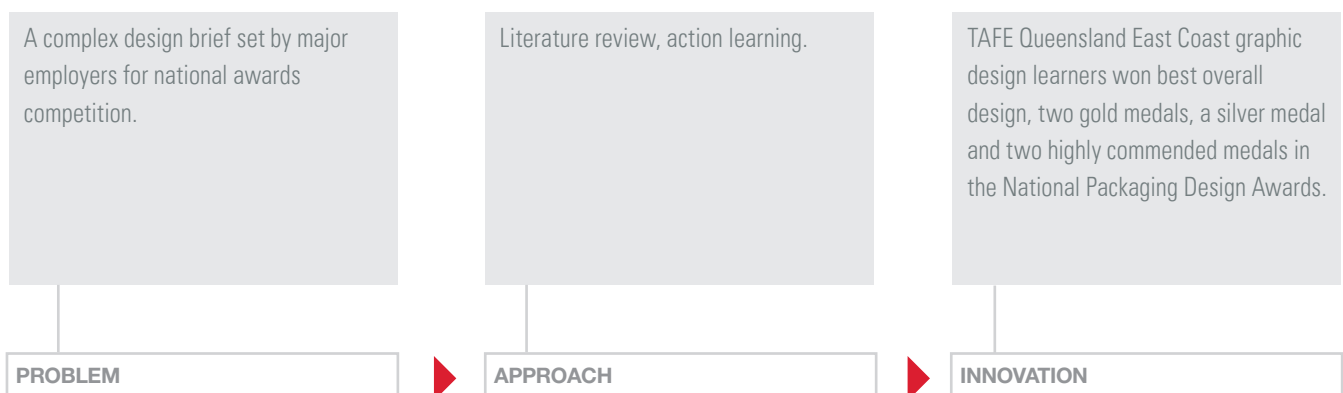 A complex design brief set by major
employers for national awards
competition.
Literature review, action learning.
TAFE Queensland East Coast graphic
design learners won best overall
design, two gold medals, a silver medal
and two highly commended medals in
the National Packaging Design Awards.
PROBLEM
APPROACH
INNOVATION